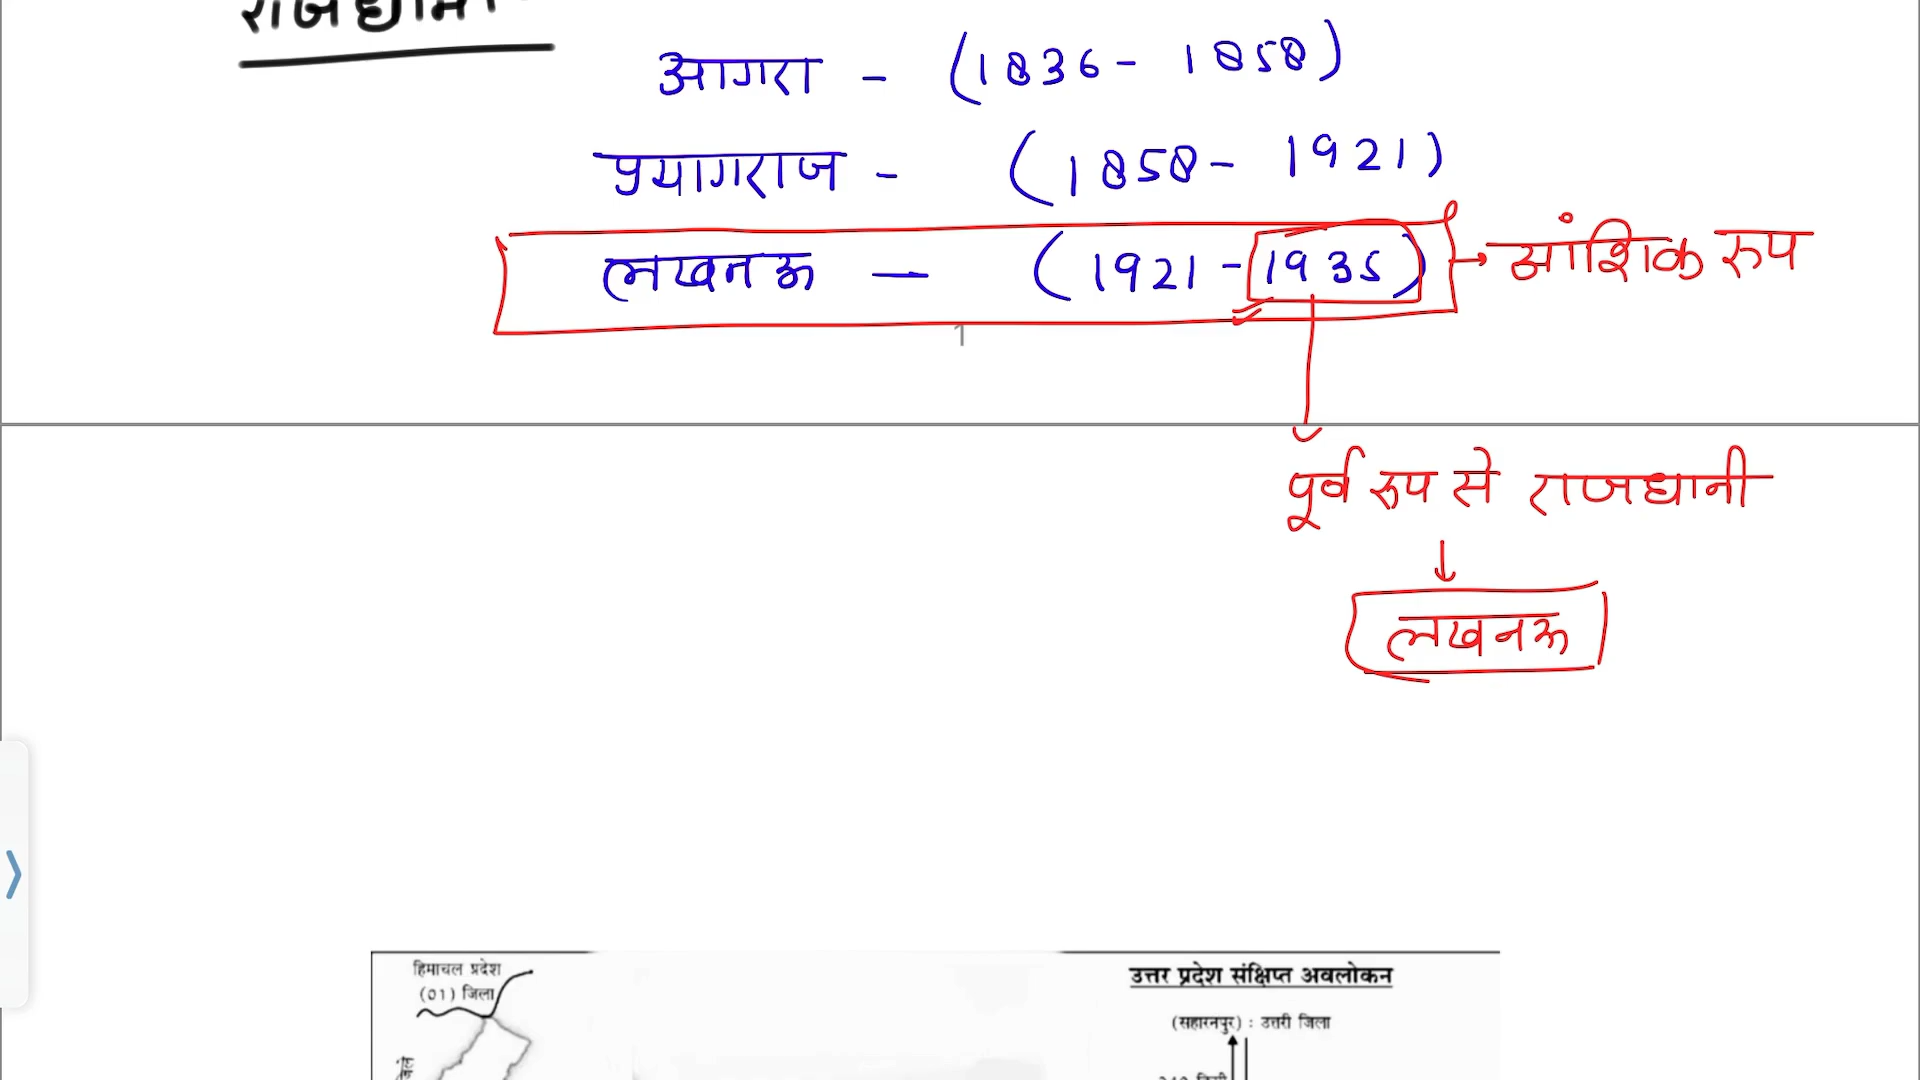 आगरा - (1836 - 1858)
प्रयागराज - (1858 - 1921)
लखनऊ - (1921 - 1935) → आंशिक रुप
1
पूर्व रूप से राजधानी
↓
लखनऊ
हिमाचल प्रदेश
(01) जिला
उत्तर प्रदेश संक्षिप्त अवलोकन
(सहारनपुर) : उत्तरी जिला